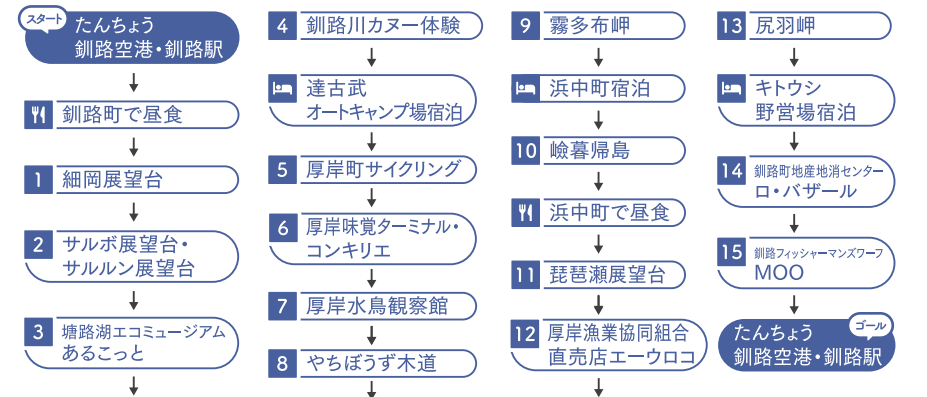 スタート
たんちょう
釧路空港・釧路駅
釧路町で昼食
1 細岡展望台
2 サルボ展望台・
サルルン展望台
3 塘路湖エコミュージアム
あるこっと
4 釧路川カヌー体験
達古武
オートキャンプ場宿泊
5 厚岸町サイクリング
6 厚岸味覚ターミナル・
コンキリエ
7 厚岸水鳥観察館
8 やちぼうず木道
9 霧多布岬
浜中町宿泊
10 嶮暮帰島
浜中町で昼食
11 琵琶瀬展望台
12 厚岸漁業協同組合
直売店エーウロコ
13 尻羽岬
キトウシ
野営場宿泊
14 釧路町地産地消センター
ロ・バザール
15 釧路フィッシャーマンズワーフ
MOO
ゴール
たんちょう
釧路空港・釧路駅